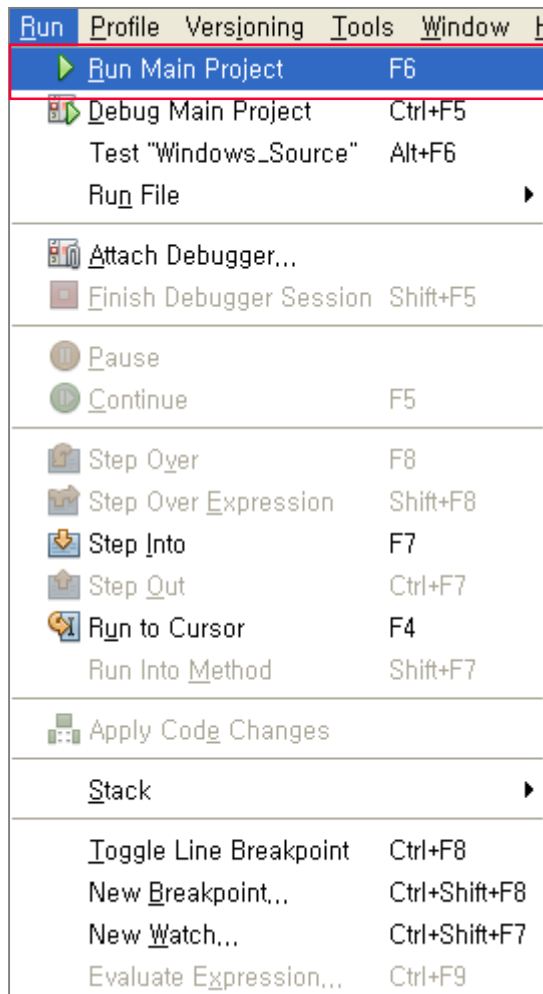 Run Profile Versioning Tools Window H
Run Main Project F6
Debug Main Project Ctrl+F5
Test "Windows_Source" Alt+F6
Run File
Attach Debugger...
Finish Debugger Session Shift+F5
Pause
Continue F5
Step Over F8
Step Over Expression Shift+F8
Step Into F7
Step Out Ctrl+F7
Run to Cursor F4
Run Into Method Shift+F7
Apply Code Changes
Stack
Toggle Line Breakpoint Ctrl+F8
New Breakpoint... Ctrl+Shift+F8
New Watch... Ctrl+Shift+F7
Evaluate Expression... Ctrl+F9